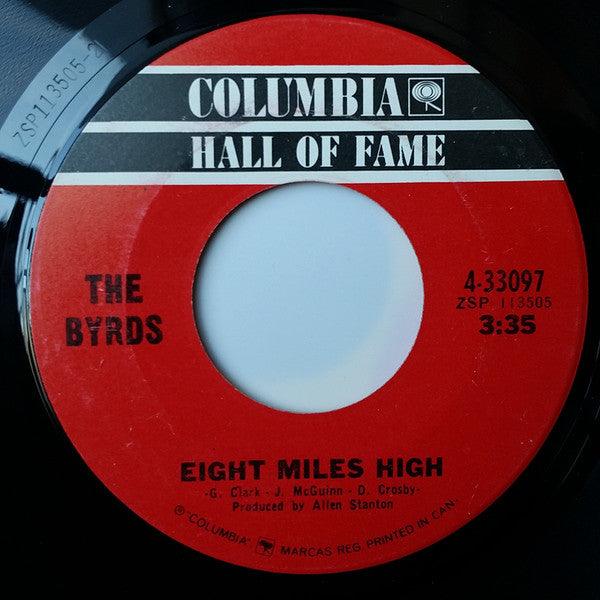 ZSP113505-2
COLUMBIA
HALL OF FAME
THE
BYRDS
4-33097
ZSP 113505
3:35
EIGHT MILES HIGH
-G. Clark - J. McGuinn - D. Crosby-
Produced by Allen Stanton
® "COLUMBIA" MARCAS REG. PRINTED IN CAN.